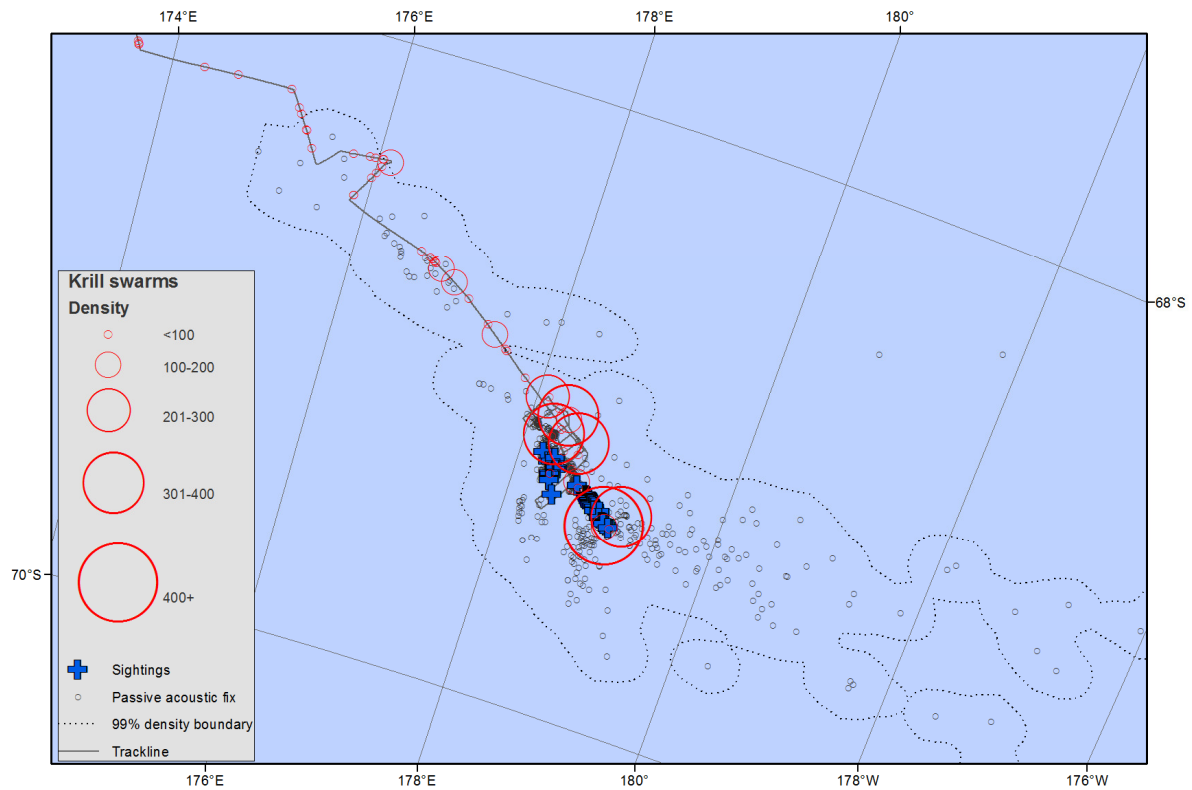 174°E 176°E 178°E 180°
Krill swarms
Density
<100
100-200
201-300
301-400
400+
Sightings
Passive acoustic fix
99% density boundary
Trackline
68°S
70°S
176°E 178°E 180° 178°W 176°W